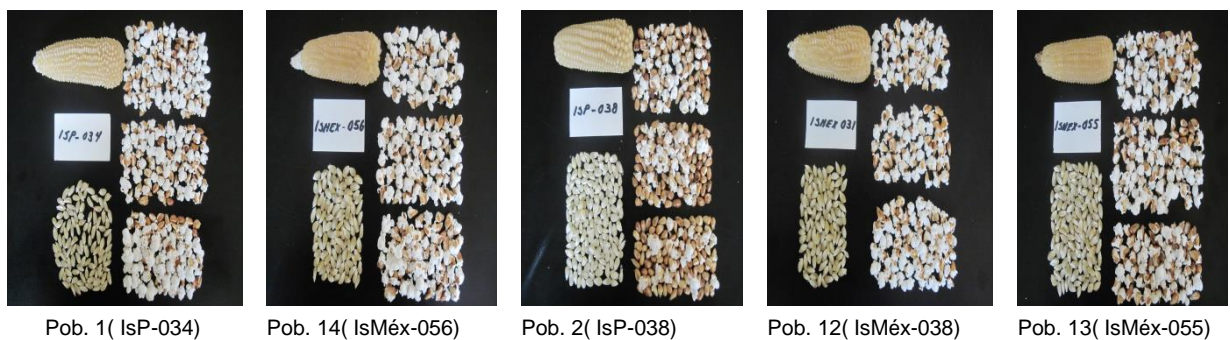 ISP-034
ISMEX-056
ISP-038
ISMEX 031
ISMEX-055
Pob. 1( IsP-034)
Pob. 14( IsMéx-056)
Pob. 2( IsP-038)
Pob. 12( IsMéx-038)
Pob. 13( IsMéx-055)